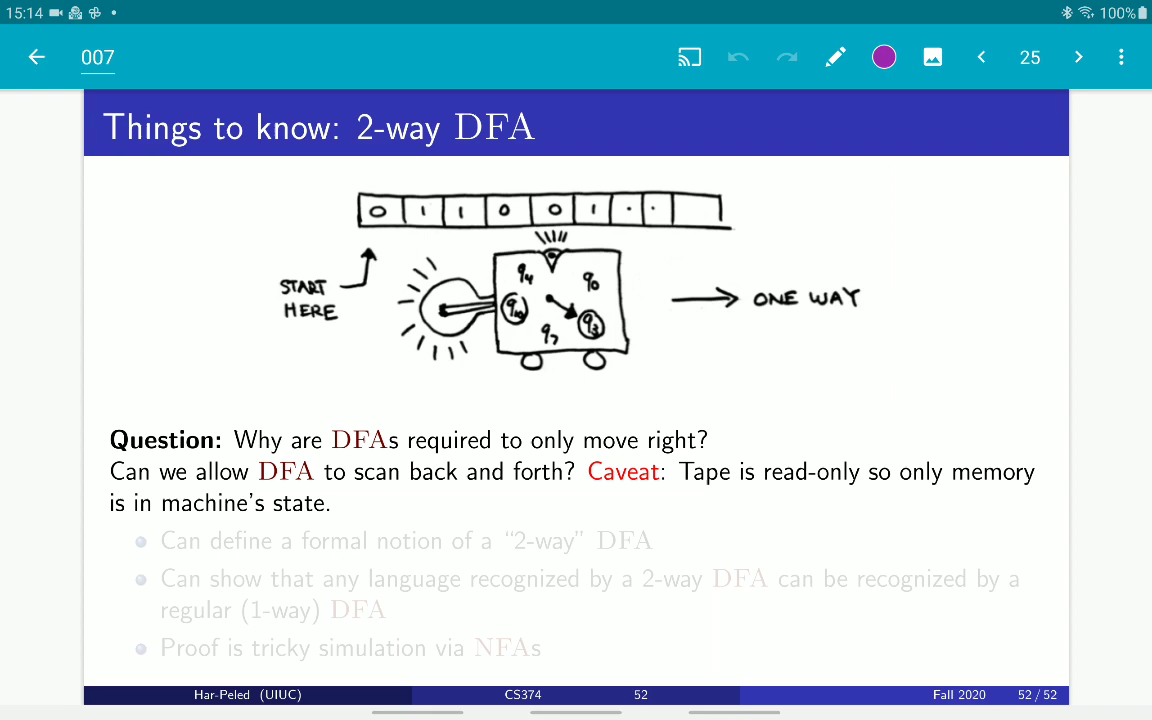 15:14 100%
007 25
Things to know: 2-way DFA
0 1 1 0 0 1 · ·
START
HERE
q4 q0
q10 q3
q7
ONE WAY
Question: Why are DFAs required to only move right?
Can we allow DFA to scan back and forth? Caveat: Tape is read-only so only memory
is in machine's state.
Can define a formal notion of a “2-way” DFA
Can show that any language recognized by a 2-way DFA can be recognized by a
regular (1-way) DFA
Proof is tricky simulation via NFAs
Har-Peled (UIUC) CS374 52 Fall 2020 52 / 52